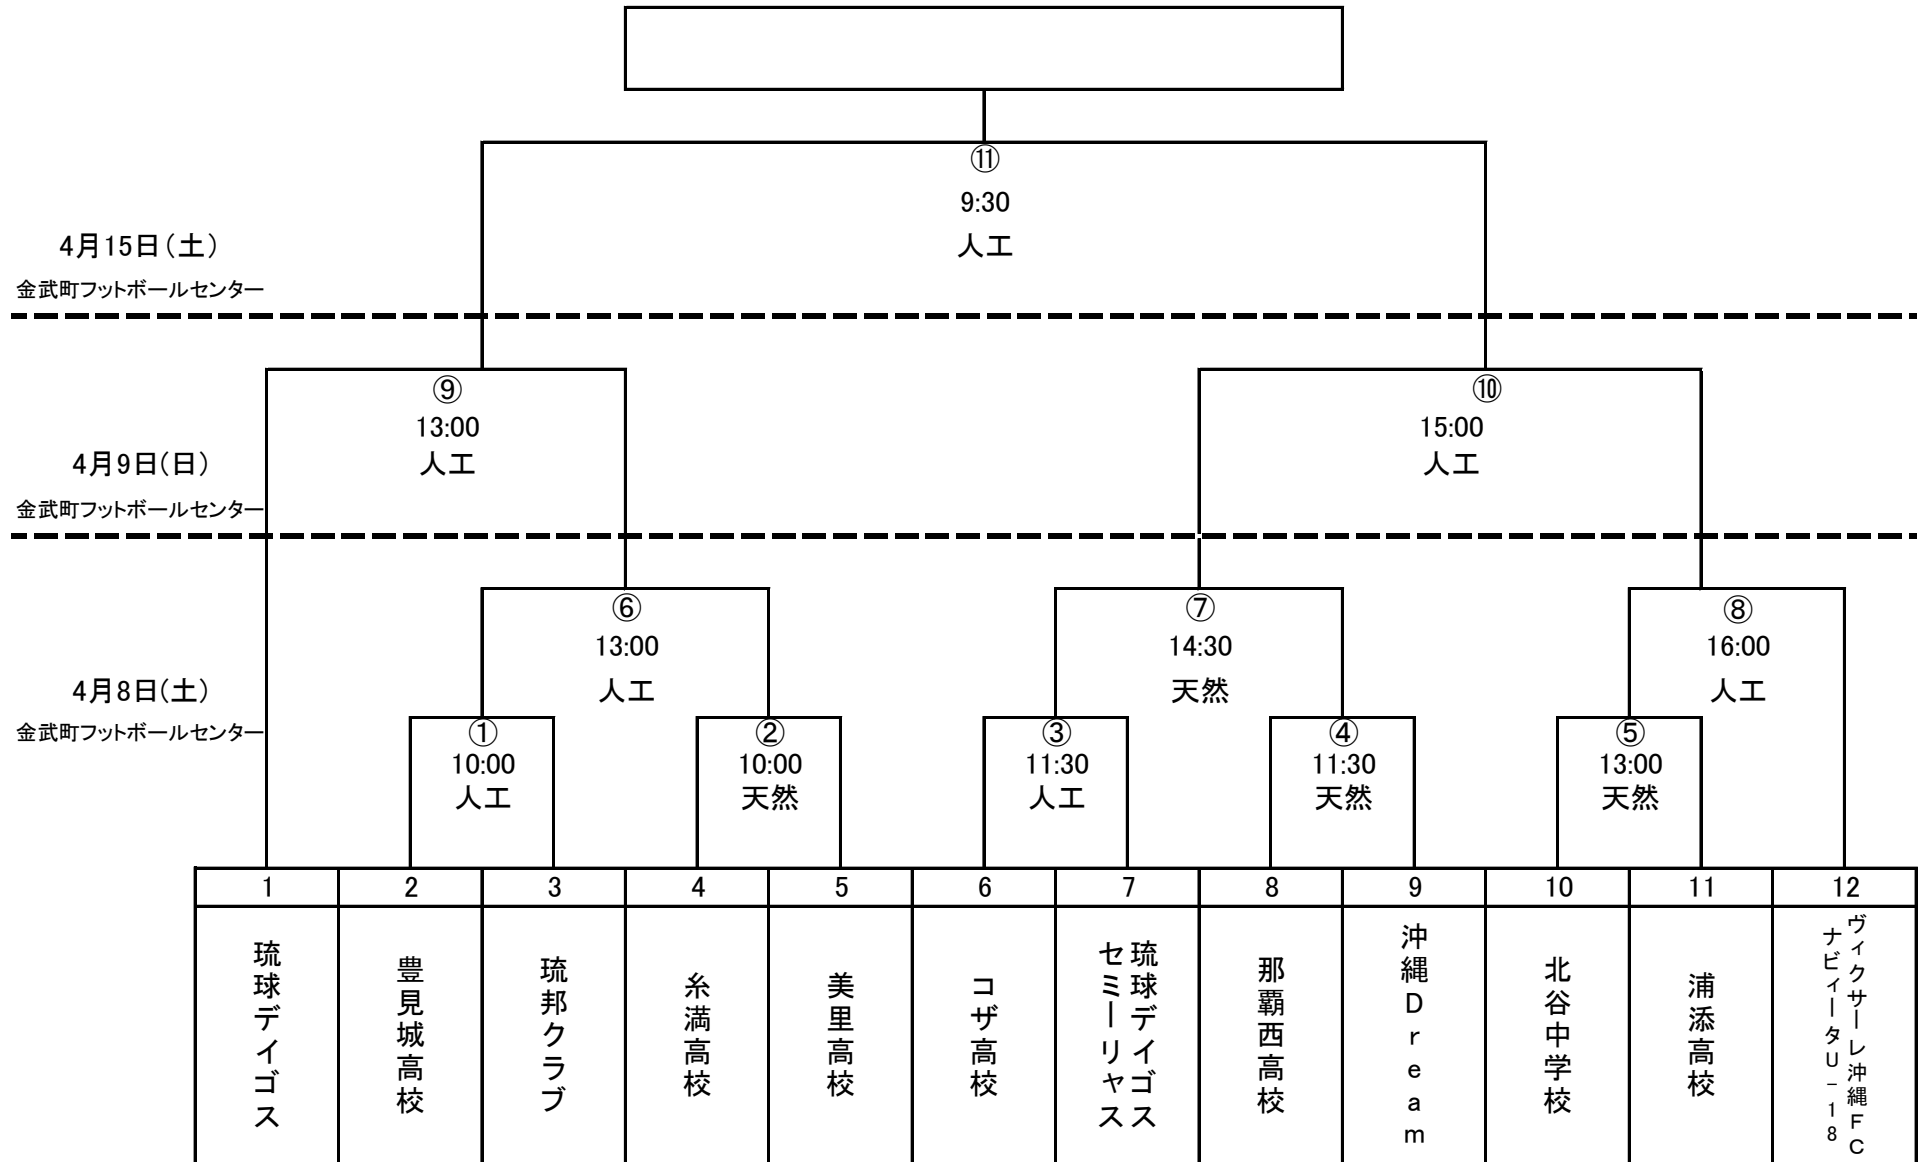 ⑪
9:30
人工
4月15日(土)
金武町フットボールセンター
⑨
13:00
人工
⑩
15:00
人工
4月9日(日)
金武町フットボールセンター
⑥
13:00
人工
⑦
14:30
天然
⑧
16:00
人工
4月8日(土)
金武町フットボールセンター
①
10:00
人工
②
10:00
天然
③
11:30
人工
④
11:30
天然
⑤
13:00
天然
1 2 3 4 5 6 7 8 9 10 11 12
琉球デイゴス
豊見城高校
琉邦クラブ
糸満高校
美里高校
コザ高校
琉球デイゴス
セミーリャス
那覇西高校
沖縄Dream
北谷中学校
浦添高校
ヴィクサーレ沖縄FC
ナビィータU-18